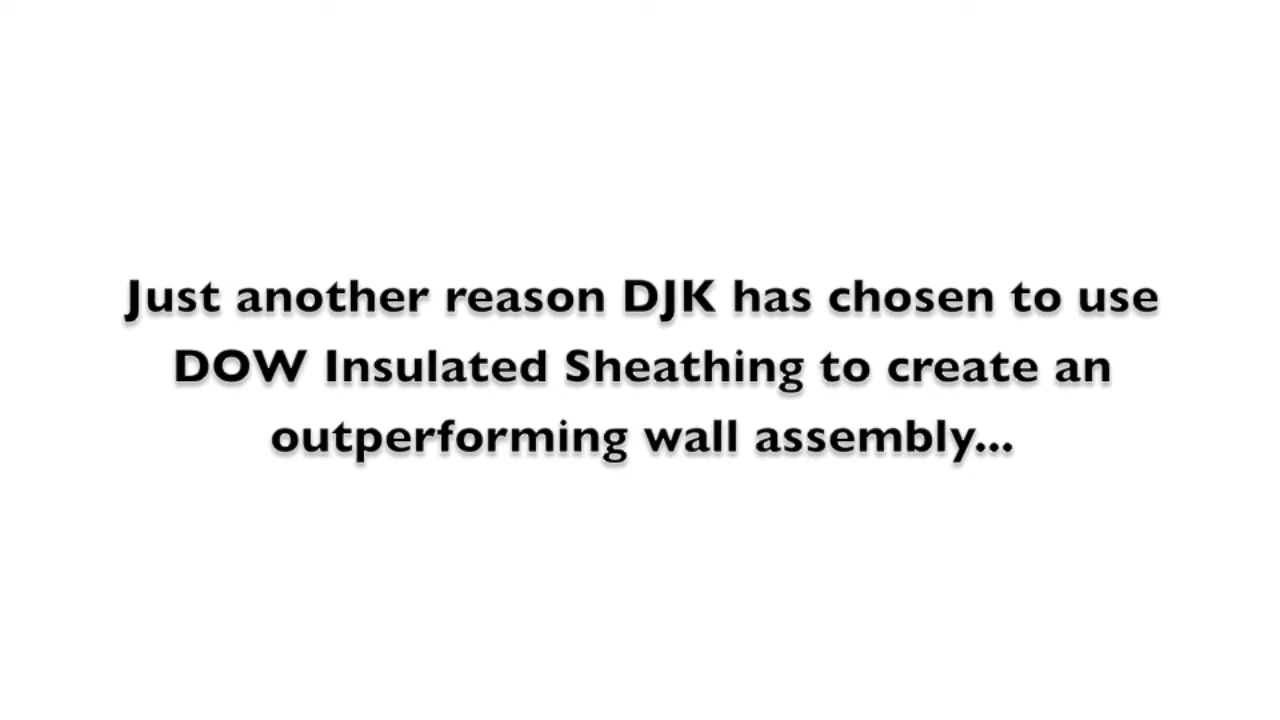 Just another reason DJK has chosen to use
DOW Insulated Sheathing to create an
outperforming wall assembly...